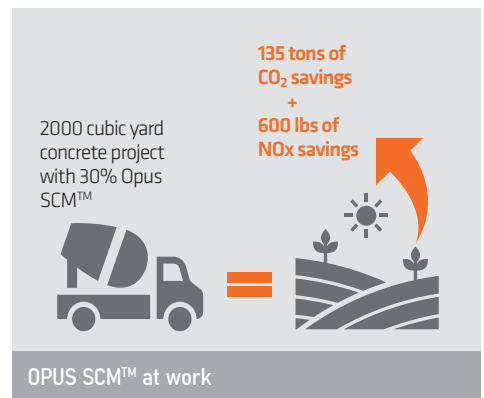 135 tons of
CO₂ savings
+
600 lbs of
NOx savings
2000 cubic yard
concrete project
with 30% Opus
SCM™
=
OPUS SCM™ at work